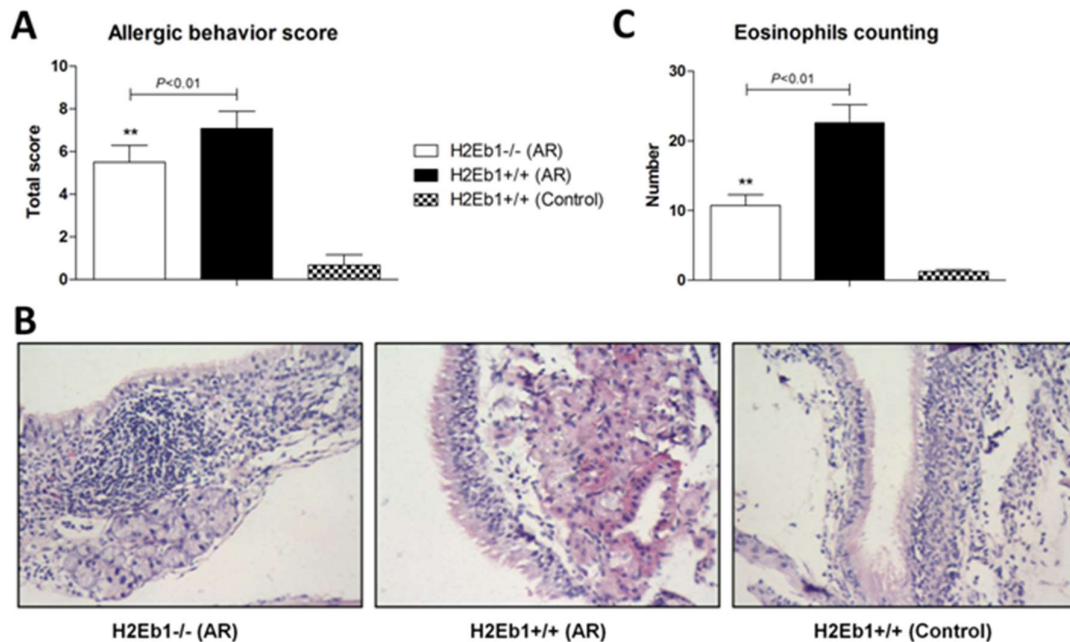 A
Allergic behavior score
10
8
6
4
2
0
Total score
P<0.01
**
H2Eb1-/- (AR)
H2Eb1+/+ (AR)
H2Eb1+/+ (Control)
C
Eosinophils counting
30
20
10
0
Number
P<0.01
**
B
H2Eb1-/- (AR)
H2Eb1+/+ (AR)
H2Eb1+/+ (Control)